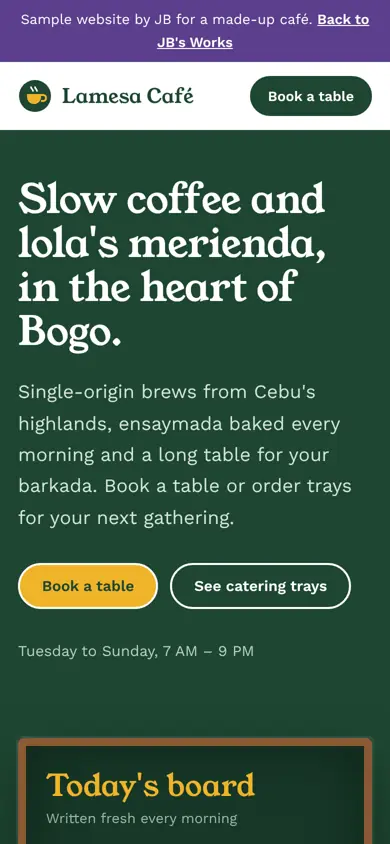 Sample website by JB for a made-up café. Back to
JB's Works
Lamesa Café
Book a table
Slow coffee and
lola's merienda,
in the heart of
Bogo.
Single-origin brews from Cebu's
highlands, ensaymada baked every
morning and a long table for your
barkada. Book a table or order trays
for your next gathering.
Book a table
See catering trays
Tuesday to Sunday, 7 AM – 9 PM
Today's board
Written fresh every morning